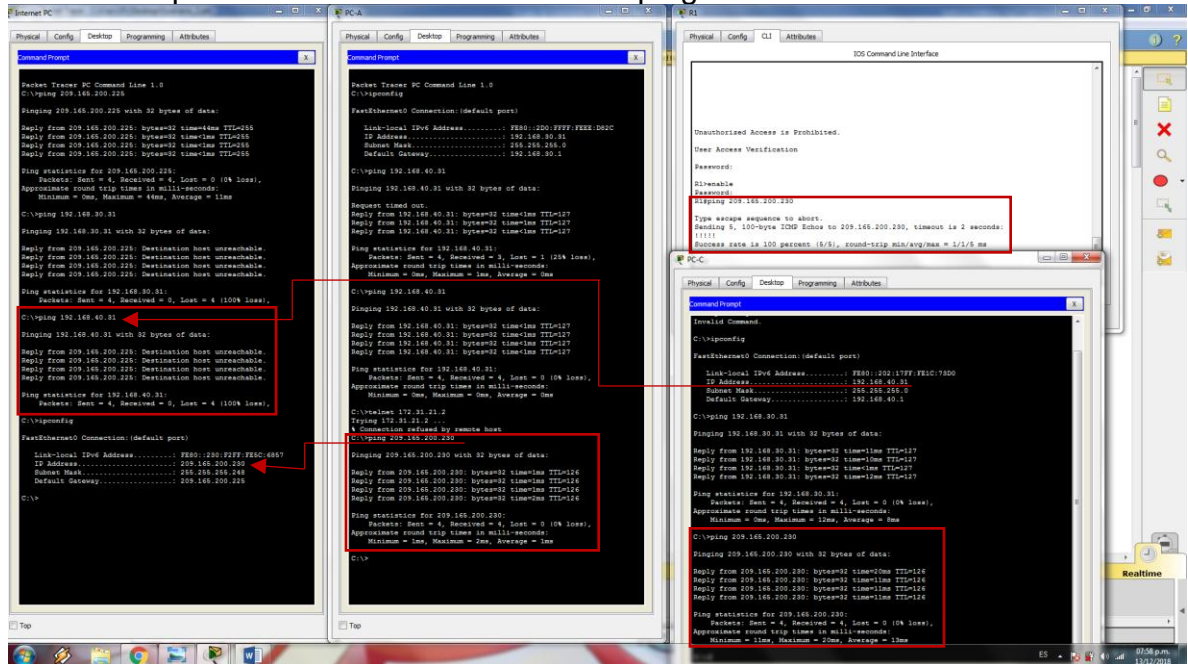 Internet PC
Physical Config Desktop Programming Attributes
Command Prompt X
Packet Tracer PC Command Line 1.0
C:\>ping 209.165.200.225
Pinging 209.165.200.225 with 32 bytes of data:
Reply from 209.165.200.225: bytes=32 time=44ms TTL=255
Reply from 209.165.200.225: bytes=32 time<1ms TTL=255
Reply from 209.165.200.225: bytes=32 time<1ms TTL=255
Reply from 209.165.200.225: bytes=32 time<1ms TTL=255
Ping statistics for 209.165.200.225:
Packets: Sent = 4, Received = 4, Lost = 0 (0% loss),
Approximate round trip times in milli-seconds:
Minimum = 0ms, Maximum = 44ms, Average = 11ms
C:\>ping 192.168.30.31
Pinging 192.168.30.31 with 32 bytes of data:
Reply from 209.165.200.225: Destination host unreachable.
Reply from 209.165.200.225: Destination host unreachable.
Reply from 209.165.200.225: Destination host unreachable.
Reply from 209.165.200.225: Destination host unreachable.
Ping statistics for 192.168.30.31:
Packets: Sent = 4, Received = 0, Lost = 4 (100% loss),
C:\>ping 192.168.40.31
Pinging 192.168.40.31 with 32 bytes of data:
Reply from 209.165.200.225: Destination host unreachable.
Reply from 209.165.200.225: Destination host unreachable.
Reply from 209.165.200.225: Destination host unreachable.
Reply from 209.165.200.225: Destination host unreachable.
Ping statistics for 192.168.40.31:
Packets: Sent = 4, Received = 0, Lost = 4 (100% loss),
C:\>ipconfig
FastEthernet0 Connection:(default port)
Link-local IPv6 Address.........: FE80::230:F2FF:FE5C:6857
IP Address......................: 209.165.200.230
Subnet Mask.....................: 255.255.255.248
Default Gateway.................: 209.165.200.225
C:\>
Top
PC-A
Physical Config Desktop Programming Attributes
Command Prompt X
Packet Tracer PC Command Line 1.0
C:\>ipconfig
FastEthernet0 Connection:(default port)
Link-local IPv6 Address.........: FE80::2D0:FFFF:FEEE:D82C
IP Address......................: 192.168.30.31
Subnet Mask.....................: 255.255.255.0
Default Gateway.................: 192.168.30.1
C:\>ping 192.168.40.31
Pinging 192.168.40.31 with 32 bytes of data:
Request timed out.
Reply from 192.168.40.31: bytes=32 time<1ms TTL=127
Reply from 192.168.40.31: bytes=32 time<1ms TTL=127
Reply from 192.168.40.31: bytes=32 time<1ms TTL=127
Ping statistics for 192.168.40.31:
Packets: Sent = 4, Received = 3, Lost = 1 (25% loss),
Approximate round trip times in milli-seconds:
Minimum = 0ms, Maximum = 1ms, Average = 0ms
C:\>ping 192.168.40.31
Pinging 192.168.40.31 with 32 bytes of data:
Reply from 192.168.40.31: bytes=32 time<1ms TTL=127
Reply from 192.168.40.31: bytes=32 time<1ms TTL=127
Reply from 192.168.40.31: bytes=32 time<1ms TTL=127
Reply from 192.168.40.31: bytes=32 time<1ms TTL=127
Ping statistics for 192.168.40.31:
Packets: Sent = 4, Received = 4, Lost = 0 (0% loss),
Approximate round trip times in milli-seconds:
Minimum = 0ms, Maximum = 0ms, Average = 0ms
C:\>telnet 172.31.21.2
Trying 172.31.21.2 ...
% Connection refused by remote host
C:\>ping 209.165.200.230
Pinging 209.165.200.230 with 32 bytes of data:
Reply from 209.165.200.230: bytes=32 time=1ms TTL=126
Reply from 209.165.200.230: bytes=32 time=2ms TTL=126
Reply from 209.165.200.230: bytes=32 time=1ms TTL=126
Reply from 209.165.200.230: bytes=32 time=2ms TTL=126
Ping statistics for 209.165.200.230:
Packets: Sent = 4, Received = 4, Lost = 0 (0% loss),
Approximate round trip times in milli-seconds:
Minimum = 1ms, Maximum = 2ms, Average = 1ms
C:\>
Top
R1
Physical Config CLI Attributes
IOS Command Line Interface
Unauthorized Access is Prohibited.
User Access Verification
Password:
R1>enable
Password:
R1#ping 209.165.200.230
Type escape sequence to abort.
Sending 5, 100-byte ICMP Echos to 209.165.200.230, timeout is 2 seconds:
!!!!!
Success rate is 100 percent (5/5), round-trip min/avg/max = 1/1/5 ms
PC-C
Physical Config Desktop Programming Attributes
Command Prompt X
Invalid Command.
C:\>ipconfig
FastEthernet0 Connection:(default port)
Link-local IPv6 Address.........: FE80::202:17FF:FE1C:73D0
IP Address......................: 192.168.40.31
Subnet Mask.....................: 255.255.255.0
Default Gateway.................: 192.168.40.1
C:\>ping 192.168.30.31
Pinging 192.168.30.31 with 32 bytes of data:
Reply from 192.168.30.31: bytes=32 time=11ms TTL=127
Reply from 192.168.30.31: bytes=32 time=10ms TTL=127
Reply from 192.168.30.31: bytes=32 time<1ms TTL=127
Reply from 192.168.30.31: bytes=32 time=12ms TTL=127
Ping statistics for 192.168.30.31:
Packets: Sent = 4, Received = 4, Lost = 0 (0% loss),
Approximate round trip times in milli-seconds:
Minimum = 0ms, Maximum = 12ms, Average = 8ms
C:\>ping 209.165.200.230
Pinging 209.165.200.230 with 32 bytes of data:
Reply from 209.165.200.230: bytes=32 time=20ms TTL=126
Reply from 209.165.200.230: bytes=32 time=11ms TTL=126
Reply from 209.165.200.230: bytes=32 time=11ms TTL=126
Reply from 209.165.200.230: bytes=32 time=11ms TTL=126
Ping statistics for 209.165.200.230:
Packets: Sent = 4, Received = 4, Lost = 0 (0% loss),
Approximate round trip times in milli-seconds:
Minimum = 11ms, Maximum = 20ms, Average = 13ms
Realtime
ES
07:58 p.m.
13/12/2018